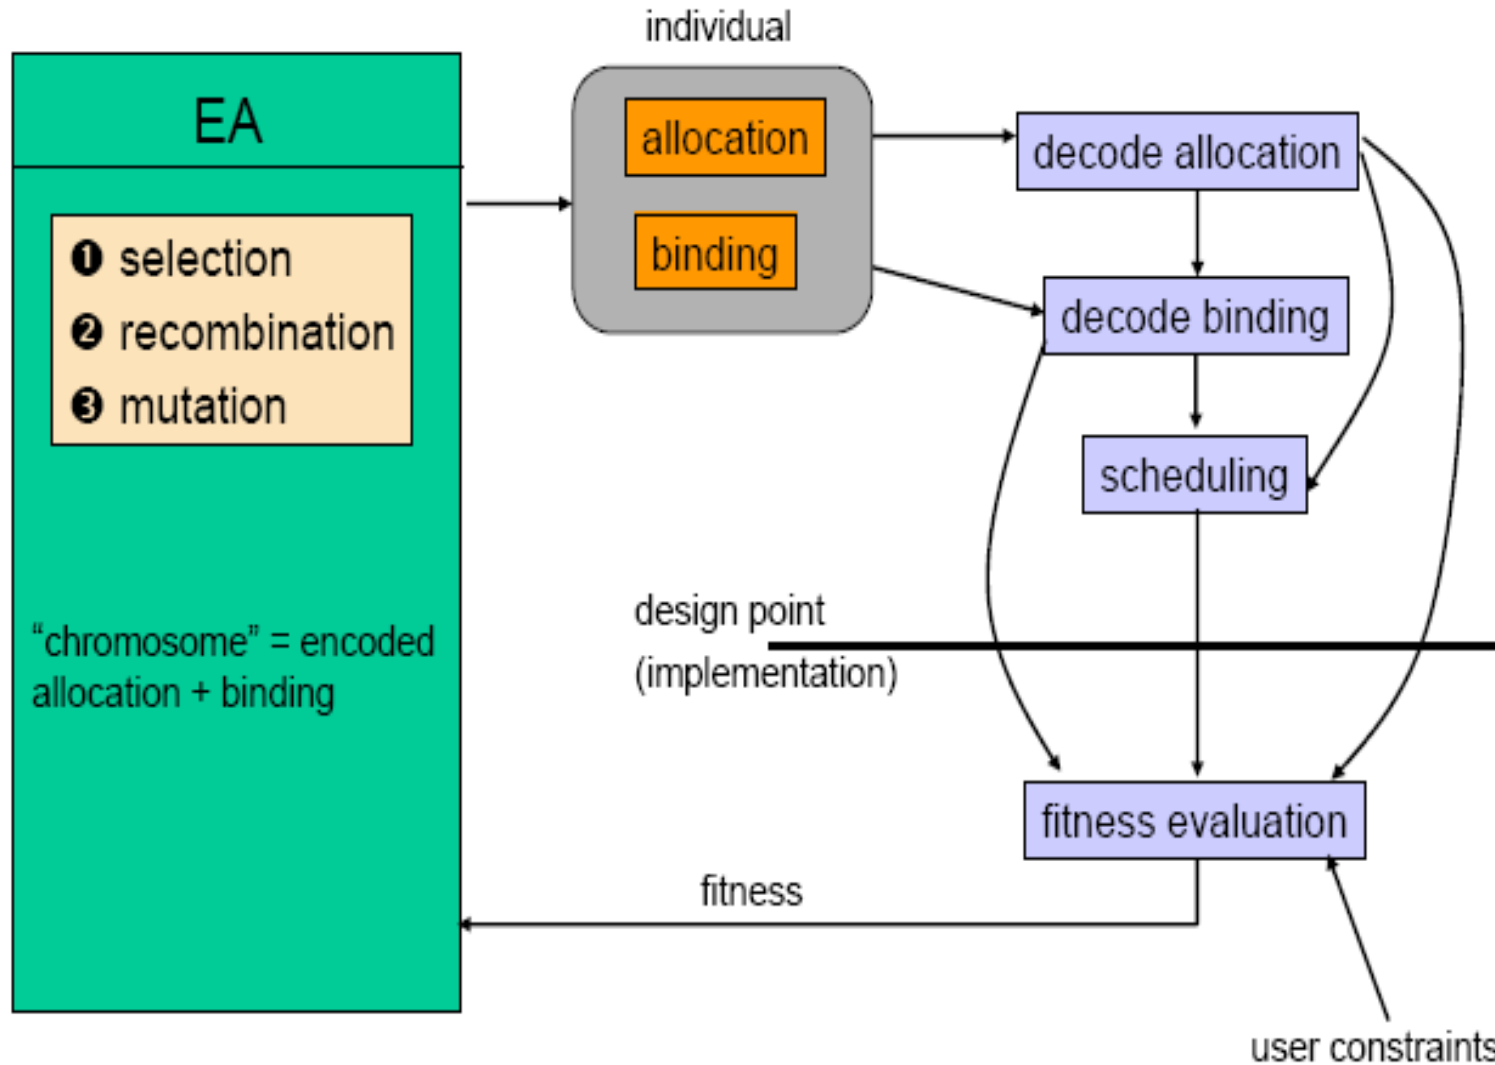 individual
EA
allocation
decode allocation
❶ selection
binding
❷ recombination
decode binding
❸ mutation
scheduling
design point
(implementation)
“chromosome” = encoded
allocation + binding
fitness evaluation
fitness
user constraints